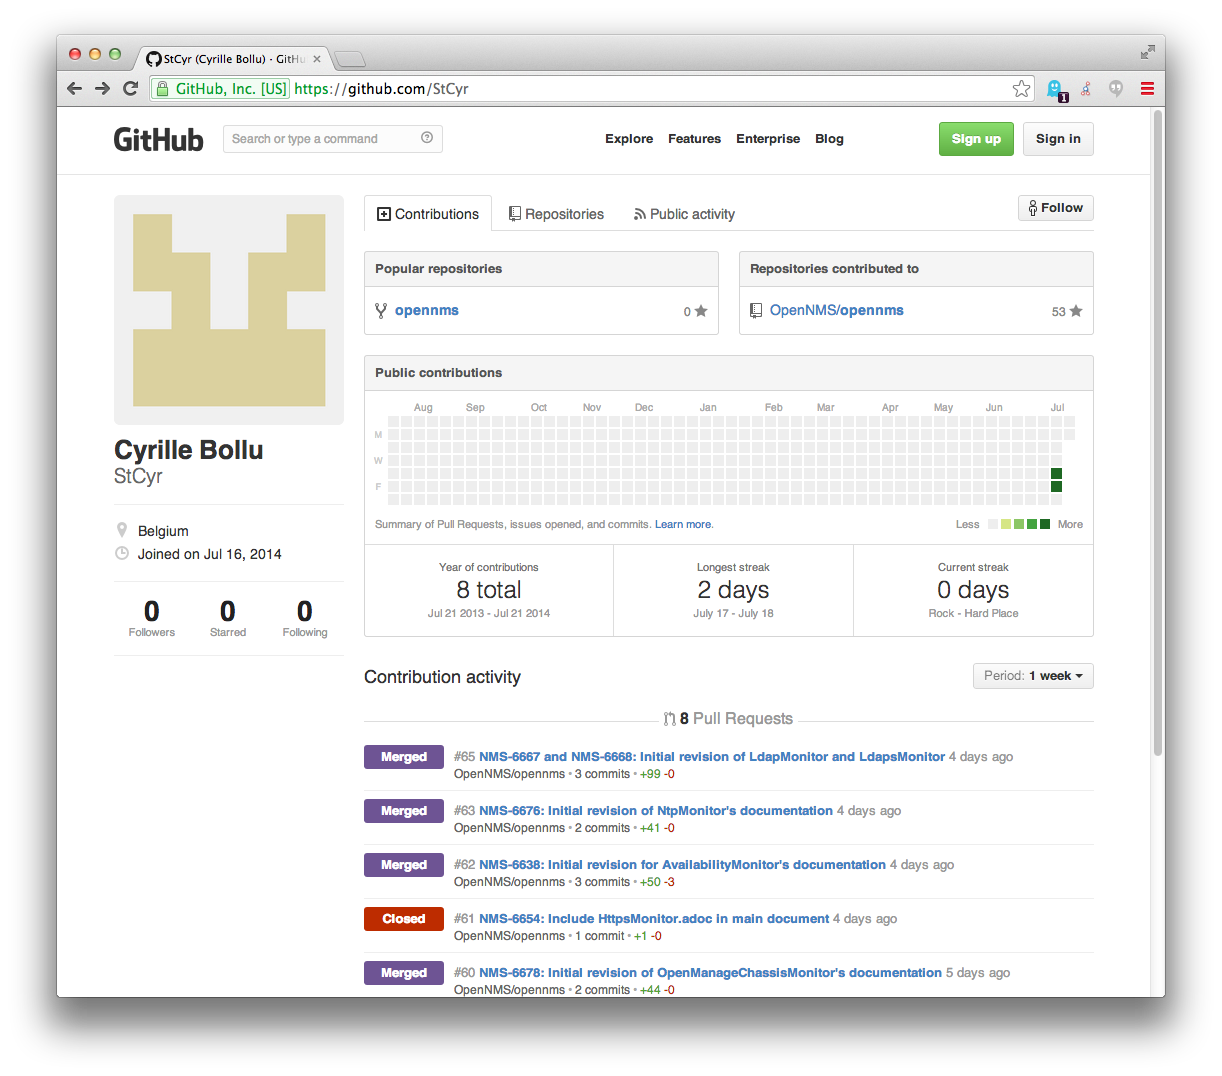 StCyr (Cyrille Bollu) · GitHu
GitHub, Inc. [US] https://github.com/StCyr
1
GitHub
Search or type a command
Explore Features Enterprise Blog
Sign up Sign in
Contributions Repositories Public activity
Follow
Popular repositories
opennms 0
Repositories contributed to
OpenNMS/opennms 53
Cyrille Bollu
StCyr
Belgium
Joined on Jul 16, 2014
0 0 0
Followers Starred Following
Public contributions
Aug Sep Oct Nov Dec Jan Feb Mar Apr May Jun Jul
M
W
F
Summary of Pull Requests, issues opened, and commits. Learn more.
Less More
Year of contributions
8 total
Jul 21 2013 - Jul 21 2014
Longest streak
2 days
July 17 - July 18
Current streak
0 days
Rock - Hard Place
Contribution activity
Period: 1 week
8 Pull Requests
Merged #65 NMS-6667 and NMS-6668: Initial revision of LdapMonitor and LdapsMonitor 4 days ago
OpenNMS/opennms • 3 commits • +99 -0
Merged #63 NMS-6676: Initial revision of NtpMonitor's documentation 4 days ago
OpenNMS/opennms • 2 commits • +41 -0
Merged #62 NMS-6638: Initial revision for AvailabilityMonitor's documentation 4 days ago
OpenNMS/opennms • 3 commits • +50 -3
Closed #61 NMS-6654: Include HttpsMonitor.adoc in main document 4 days ago
OpenNMS/opennms • 1 commit • +1 -0
Merged #60 NMS-6678: Initial revision of OpenManageChassisMonitor's documentation 5 days ago
OpenNMS/opennms • 2 commits • +44 -0